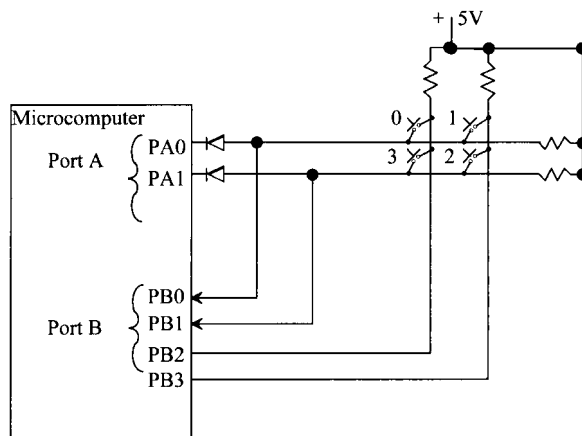 + 5V
0 1
Microcomputer
Port A
PA0
3 2
PA1
PB0
Port B
PB1
PB2
PB3